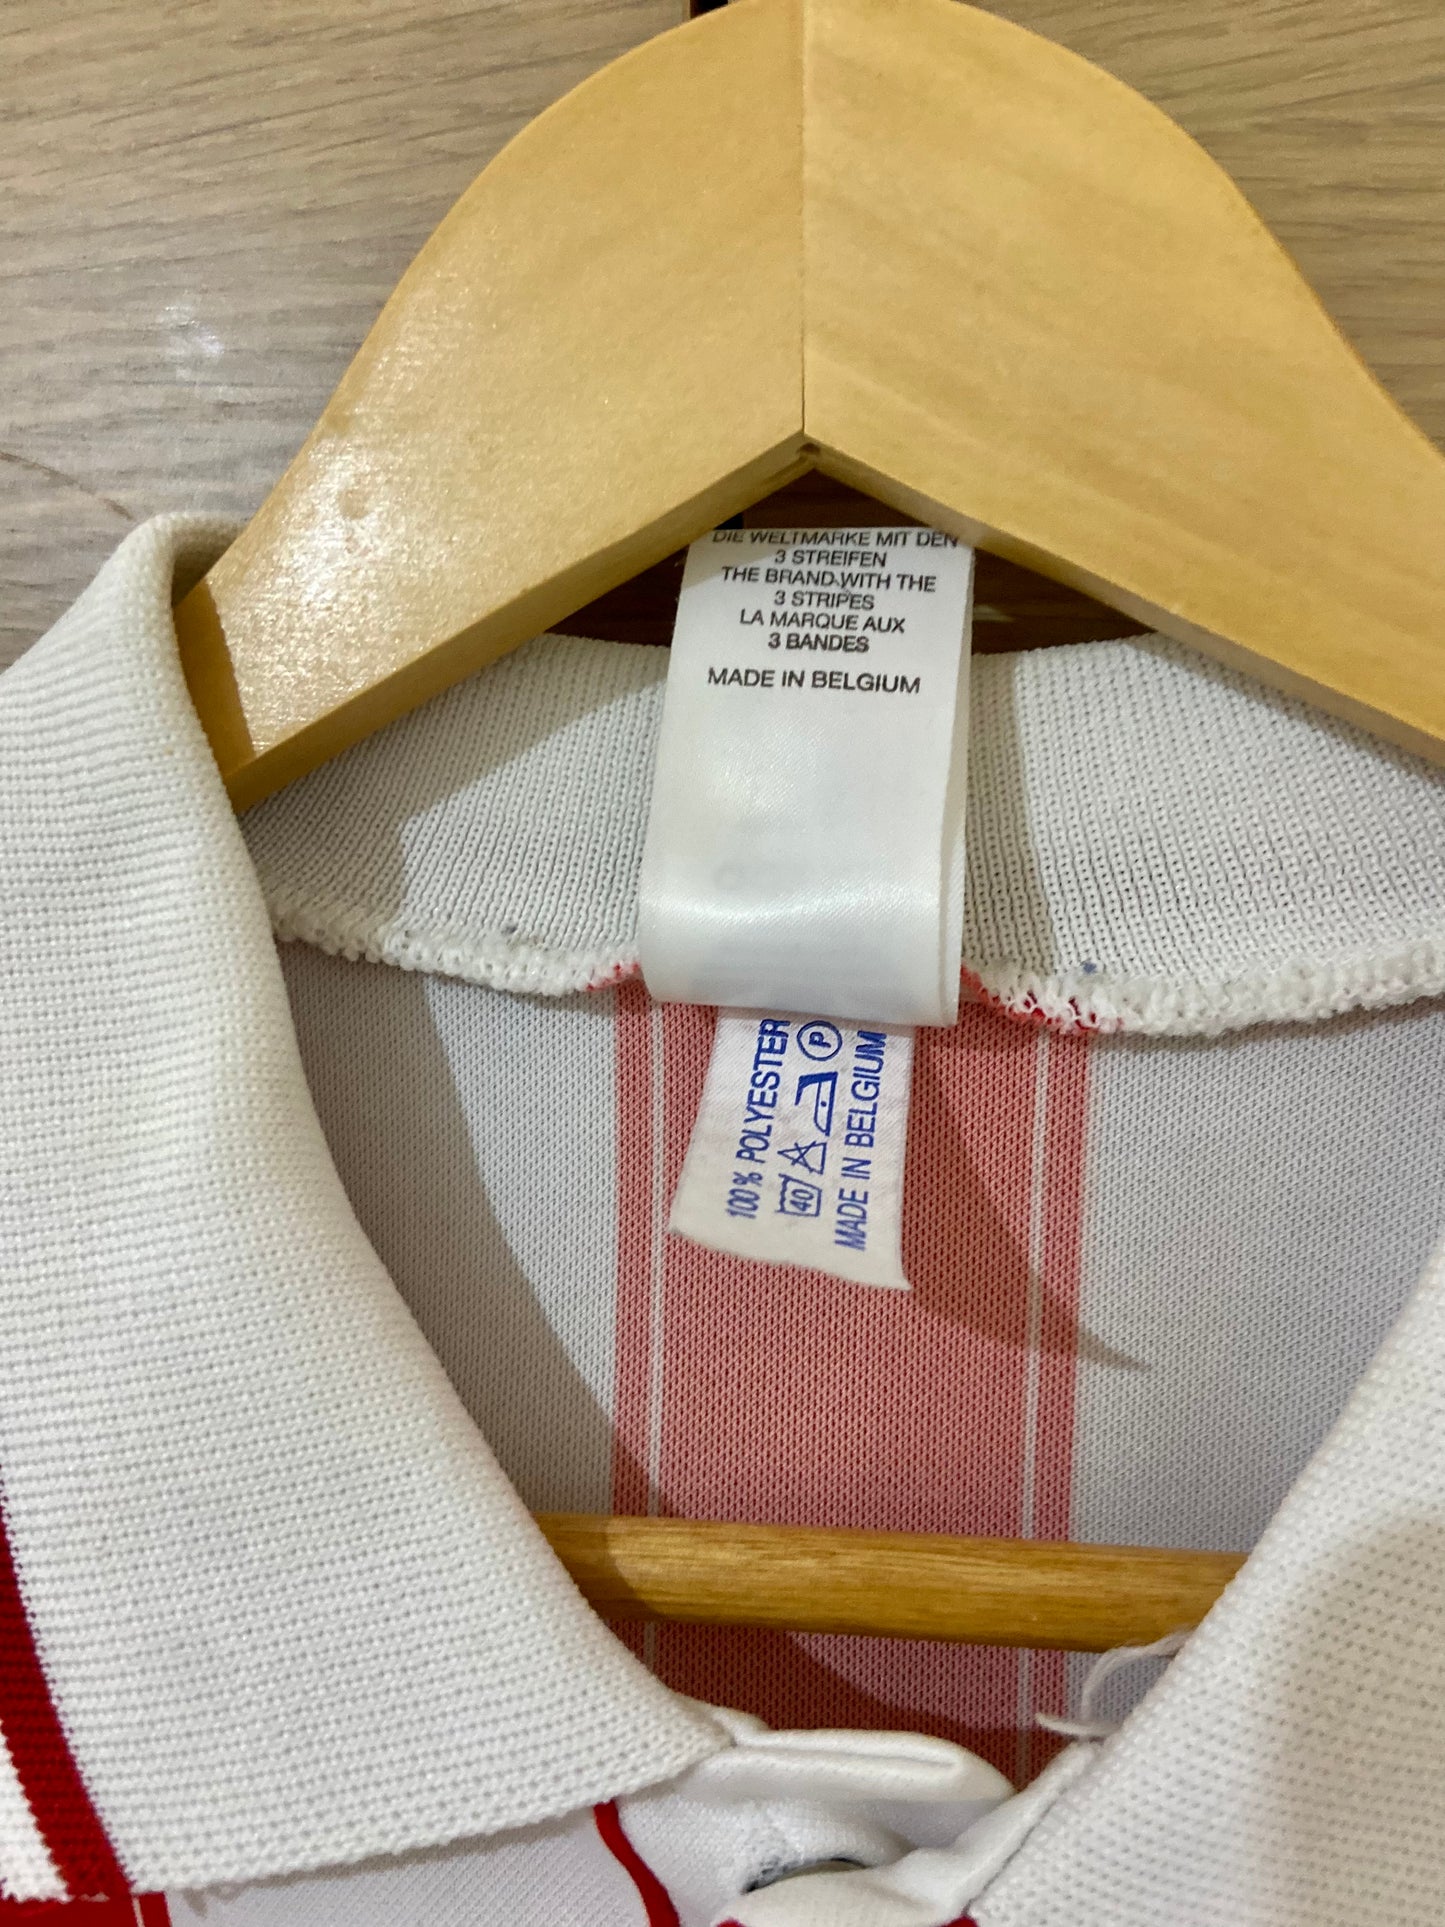 DIE WELTMARKE MIT DEN
3 STREIFEN
THE BRAND WITH THE
3 STRIPES
LA MARQUE AUX
3 BANDES
MADE IN BELGIUM
100% POLYESTER
40 P
MADE IN BELGIUM